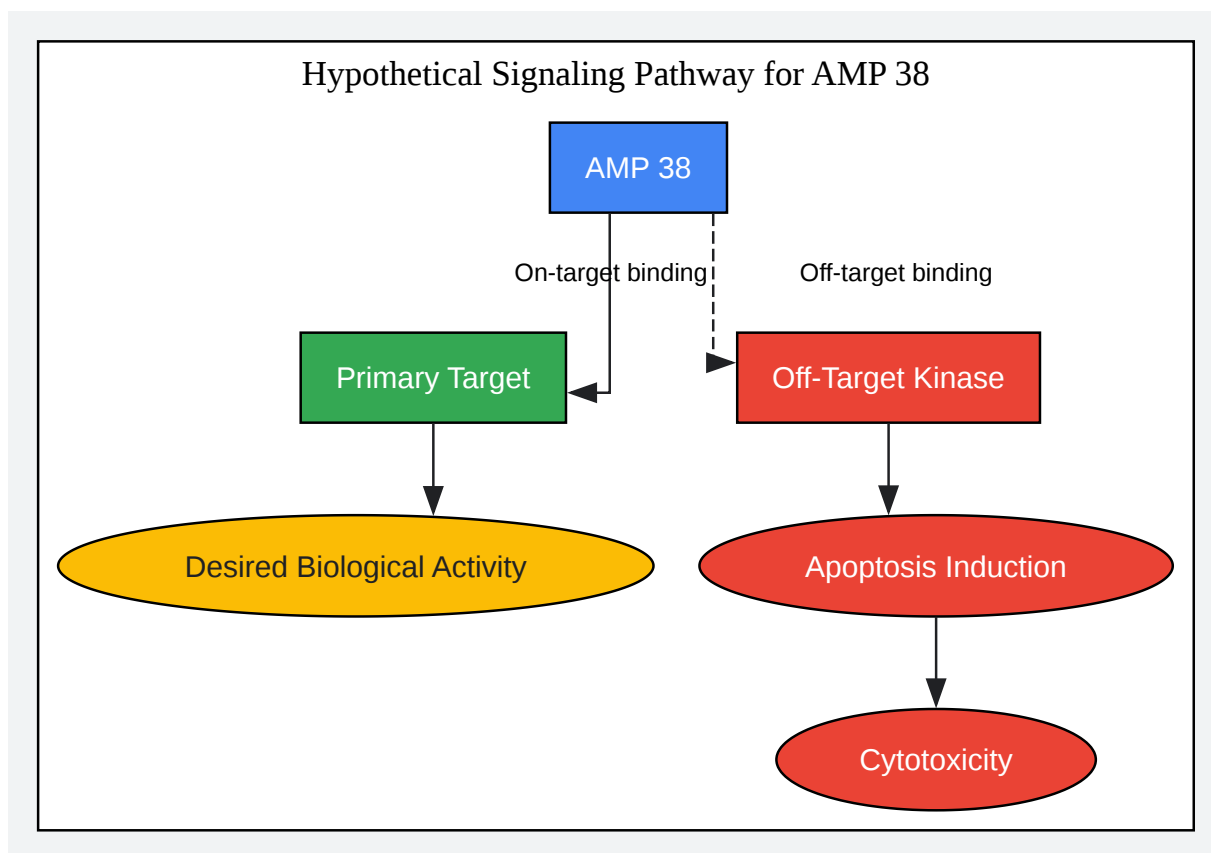 Hypothetical Signaling Pathway for AMP 38
AMP 38
On-target binding
Off-target binding
Primary Target
Off-Target Kinase
Desired Biological Activity
Apoptosis Induction
Cytotoxicity